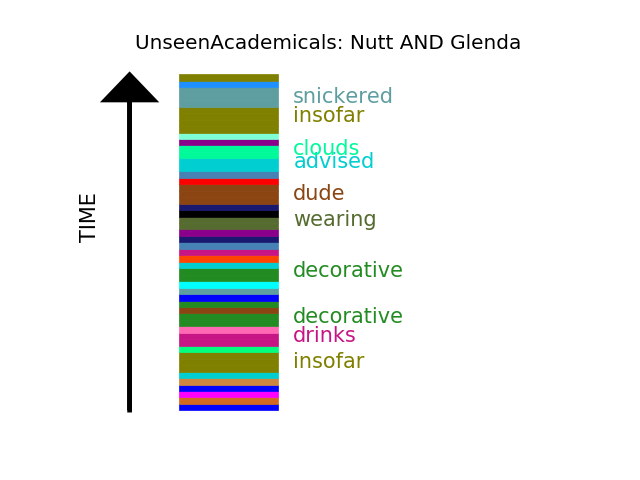 UnseenAcademicals: Nutt AND Glenda
snickered
insofar
clouds
advised
dude
wearing
decorative
decorative
drinks
insofar
TIME